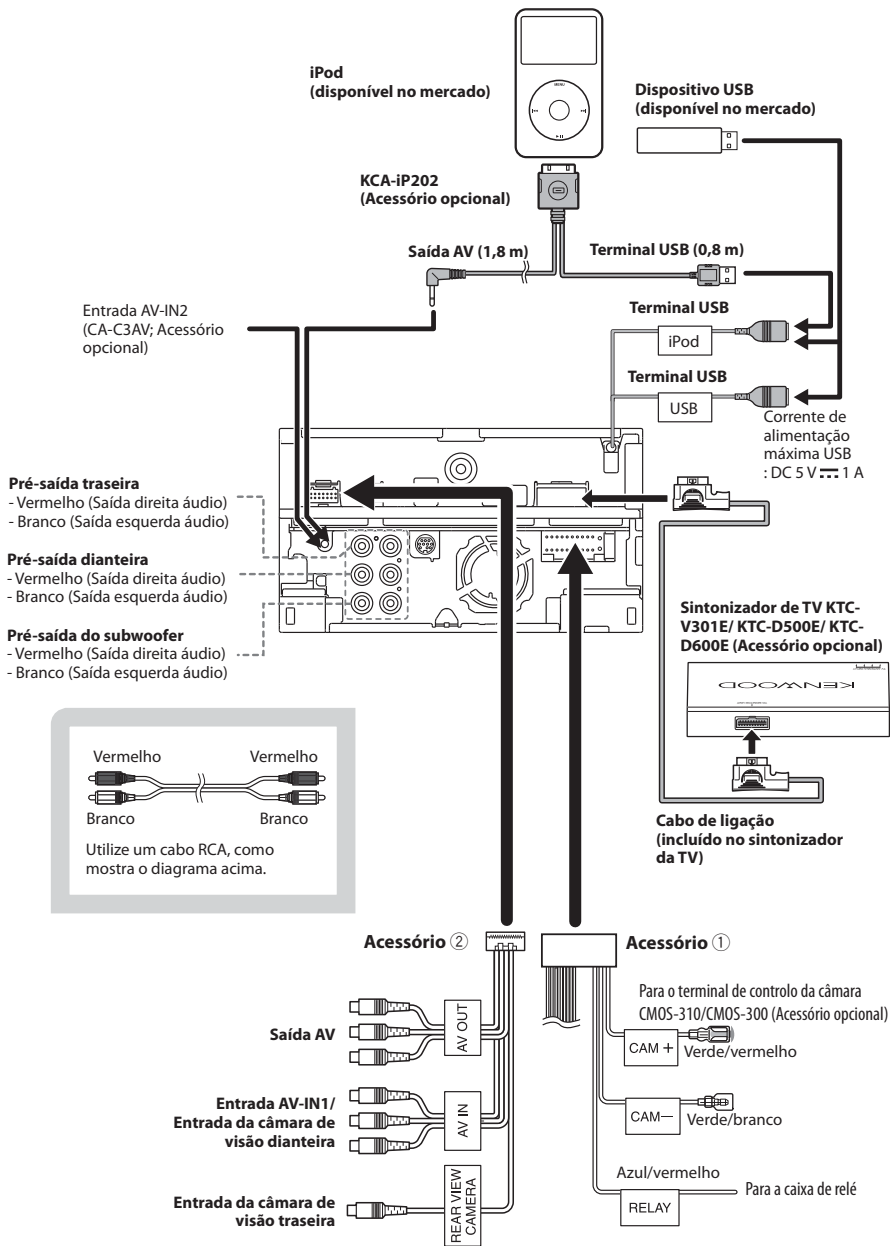 iPod
(disponível no mercado)
MENU
Dispositivo USB
(disponível no mercado)
KCA-iP202
(Acessório opcional)
Saída AV (1,8 m)
Terminal USB (0,8 m)
Entrada AV-IN2
(CA-C3AV; Acessório
opcional)
Terminal USB
iPod
Terminal USB
USB
Corrente de
alimentação
máxima USB
: DC 5 V ⎓ 1 A
Pré-saída traseira
- Vermelho (Saída direita áudio)
- Branco (Saída esquerda áudio)
Pré-saída dianteira
- Vermelho (Saída direita áudio)
- Branco (Saída esquerda áudio)
Pré-saída do subwoofer
- Vermelho (Saída direita áudio)
- Branco (Saída esquerda áudio)
Sintonizador de TV KTC-
V301E/ KTC-D500E/ KTC-
D600E (Acessório opcional)
KENWOOD
Cabo de ligação
(incluído no sintonizador
da TV)
Vermelho
Vermelho
Branco
Branco
Utilize um cabo RCA, como
mostra o diagrama acima.
Acessório ②
Acessório ①
Saída AV
AV OUT
Entrada AV-IN1/
Entrada da câmara de
visão dianteira
AV IN
Entrada da câmara de
visão traseira
REAR VIEW
CAMERA
Para o terminal de controlo da câmara
CMOS-310/CMOS-300 (Acessório opcional)
CAM +
Verde/vermelho
CAM—
Verde/branco
Azul/vermelho
RELAY
Para a caixa de relé